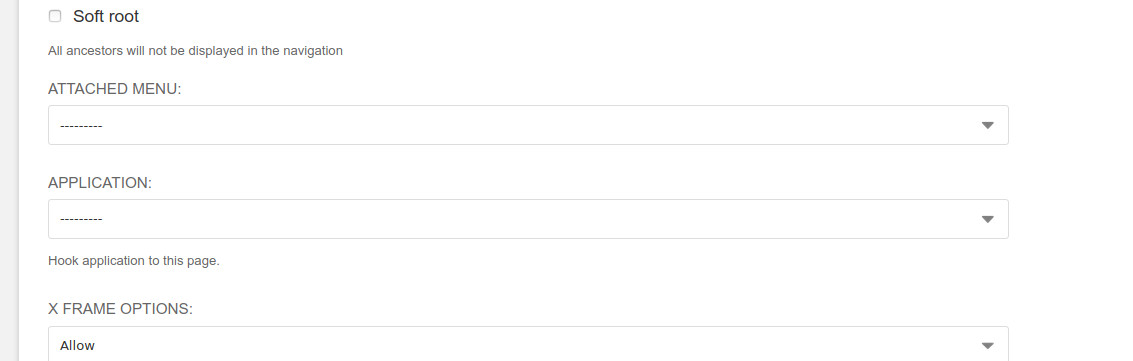 Soft root
All ancestors will not be displayed in the navigation
ATTACHED MENU:
---------
APPLICATION:
---------
Hook application to this page.
X FRAME OPTIONS:
Allow